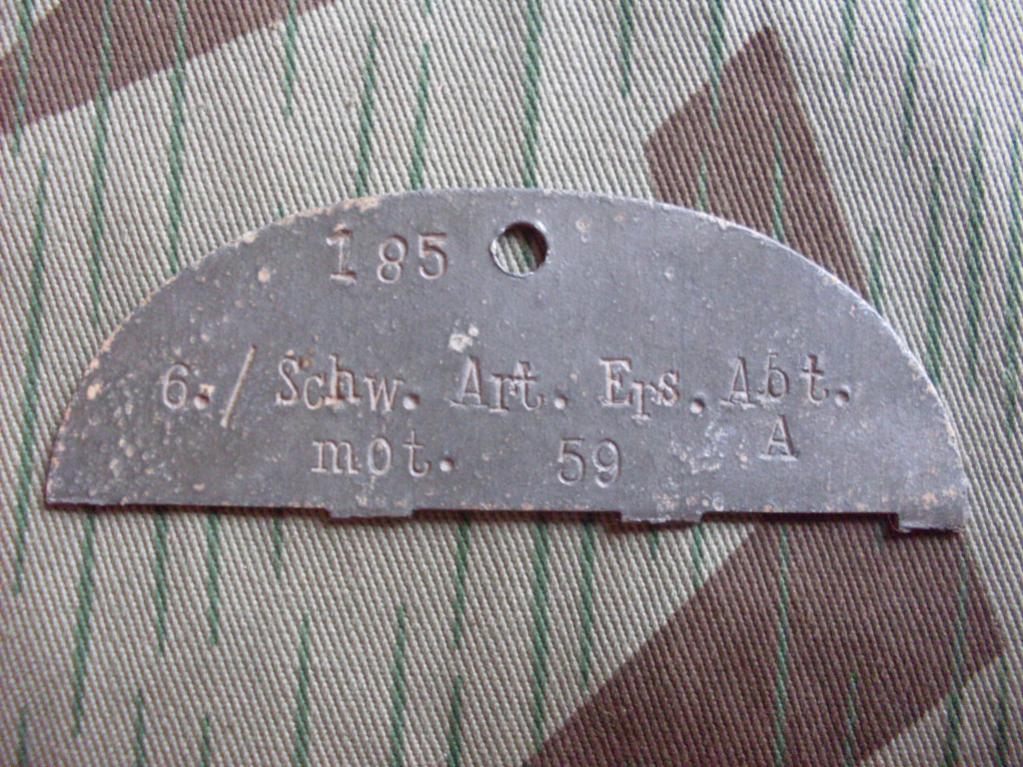 185
6./ Schw. Art. Ers. Abt.
mot. 59 A